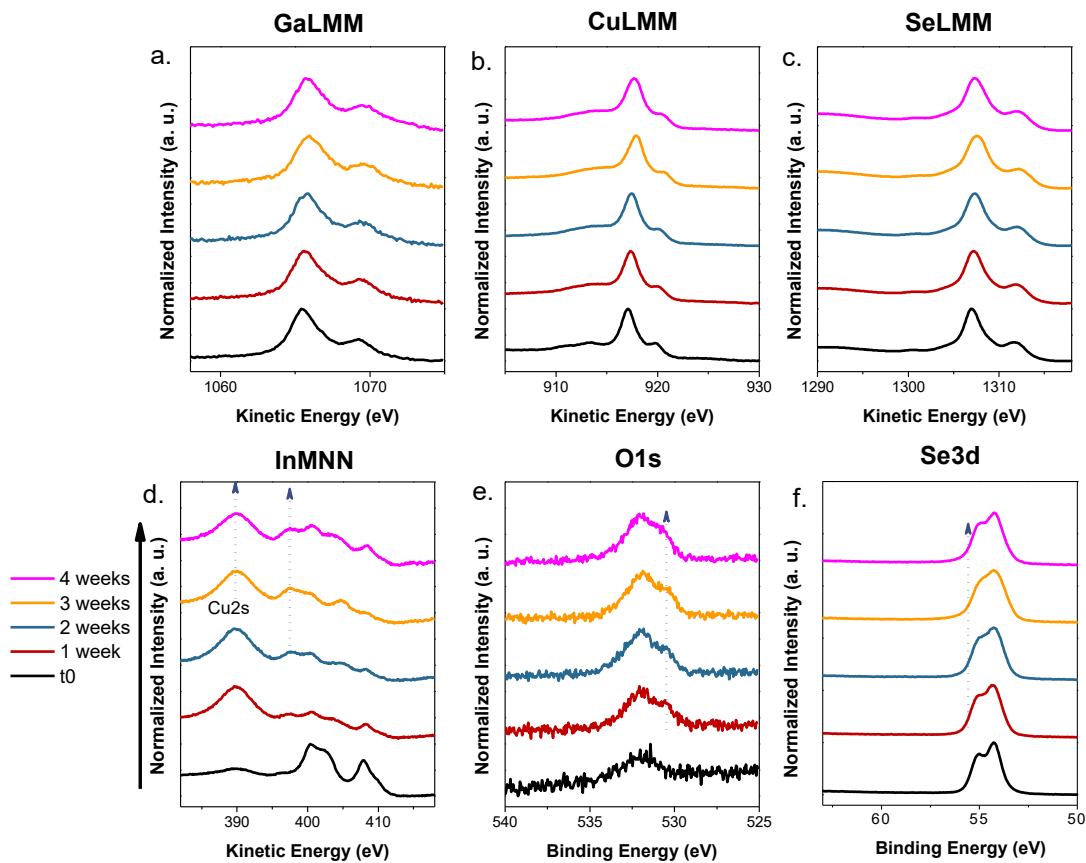 GaLMM
a.
Normalized Intensity (a. u.)
1060 1070
Kinetic Energy (eV)
CuLMM
b.
Normalized Intensity (a. u.)
910 920 930
Kinetic Energy (eV)
SeLMM
c.
Normalized Intensity (a. u.)
1290 1300 1310
Kinetic Energy (eV)
4 weeks
3 weeks
2 weeks
1 week
t0
InMNN
d.
Cu2s
Normalized Intensity (a. u.)
390 400 410
Kinetic Energy (eV)
O1s
e.
Normalized Intensity (a. u.)
540 535 530 525
Binding Energy (eV)
Se3d
f.
Normalized Intensity (a. u.)
60 55 50
Binding Energy (eV)